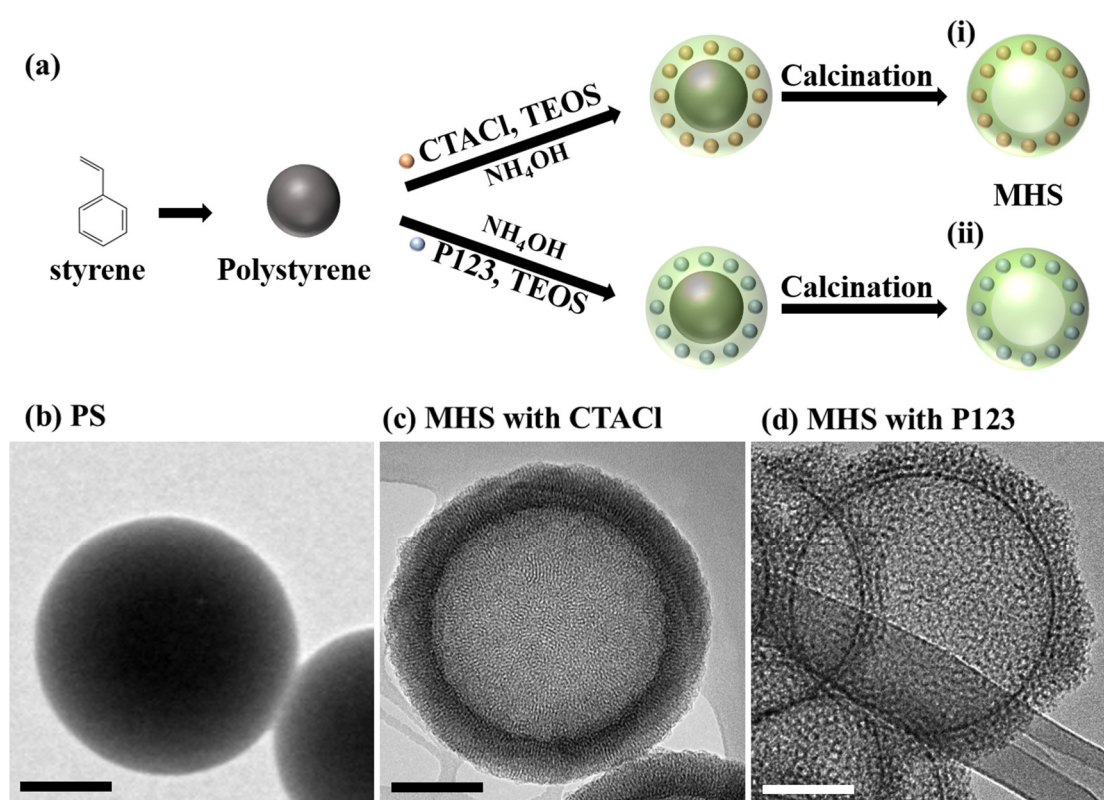 (a)
styrene
Polystyrene
CTACl, TEOS
NH₄OH
NH₄OH
P123, TEOS
Calcination
(i)
MHS
Calcination
(ii)
(b) PS
(c) MHS with CTACl
(d) MHS with P123